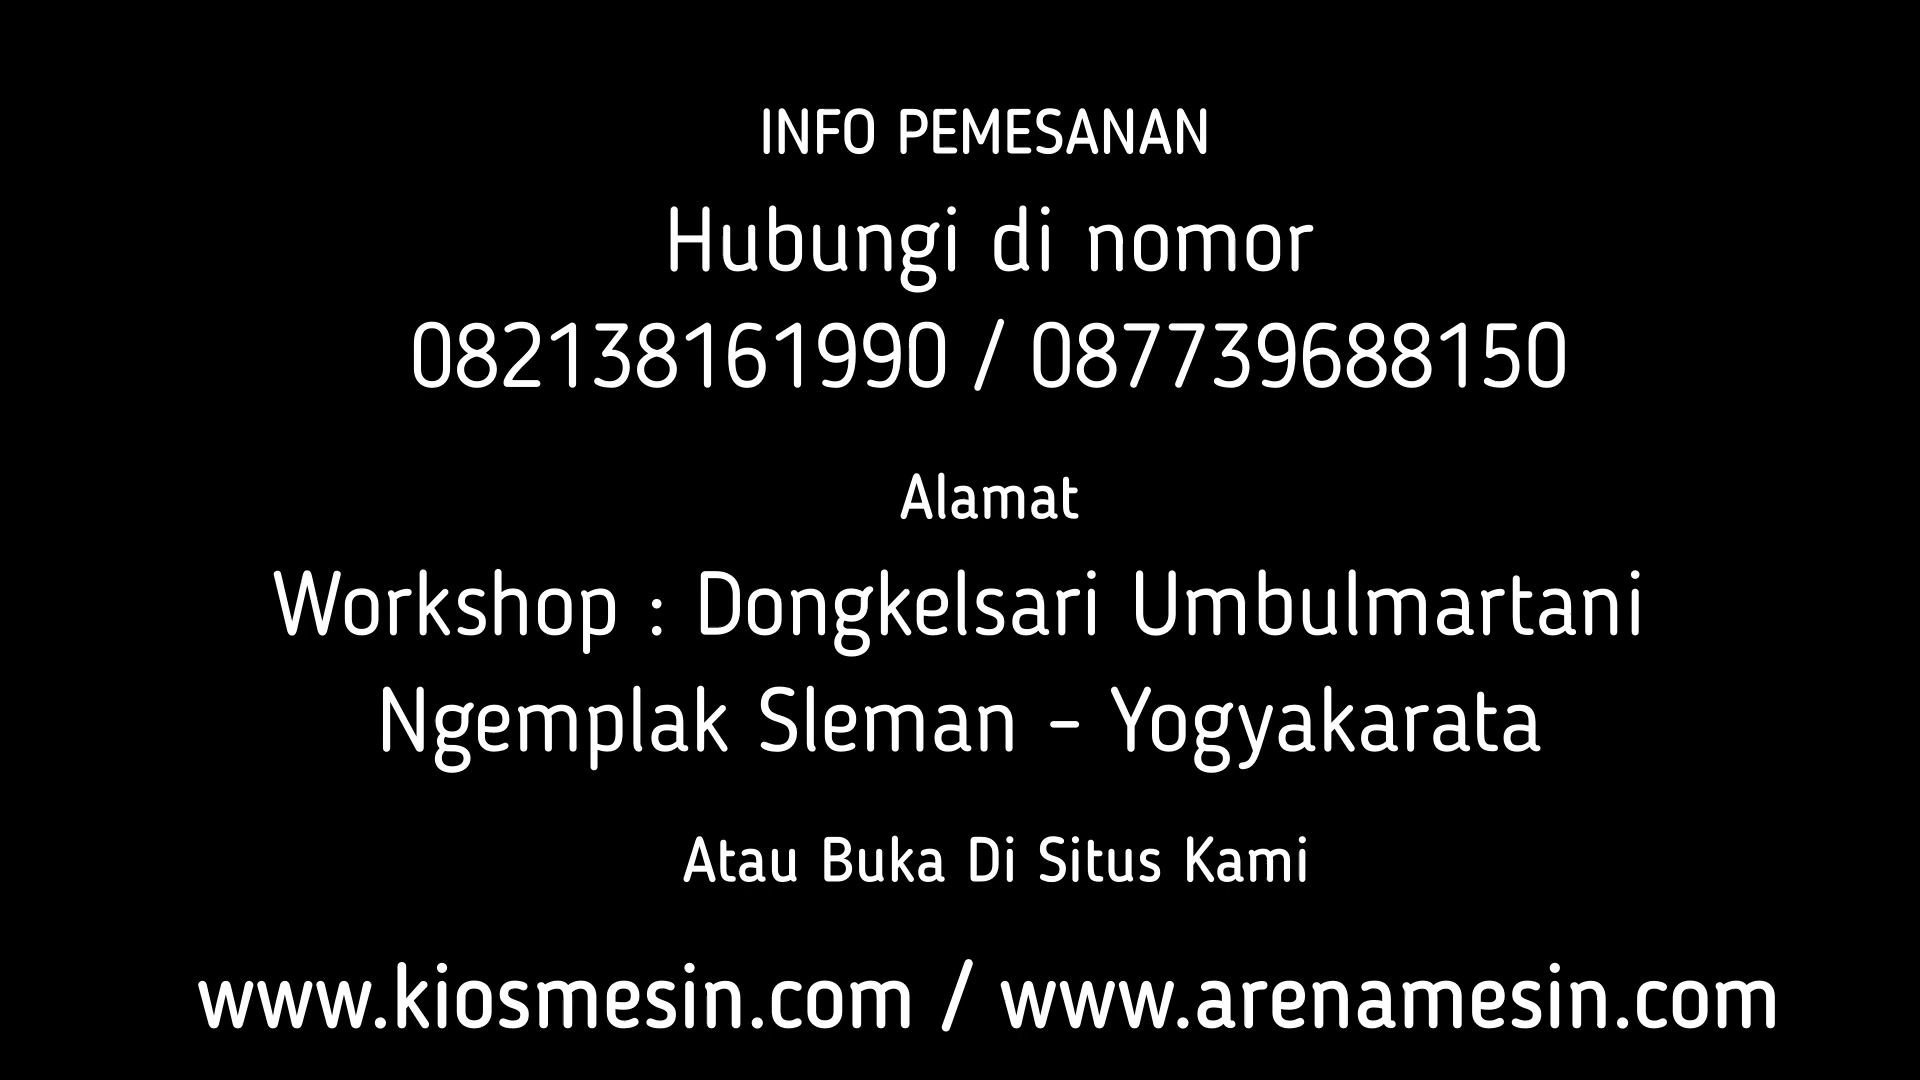 INFO PEMESANAN
Hubungi di nomor
082138161990 / 087739688150
Alamat
Workshop : Dongkelsari Umbulmartani
Ngemplak Sleman - Yogyakarata
Atau Buka Di Situs Kami
www.kiosmesin.com / www.arenamesin.com